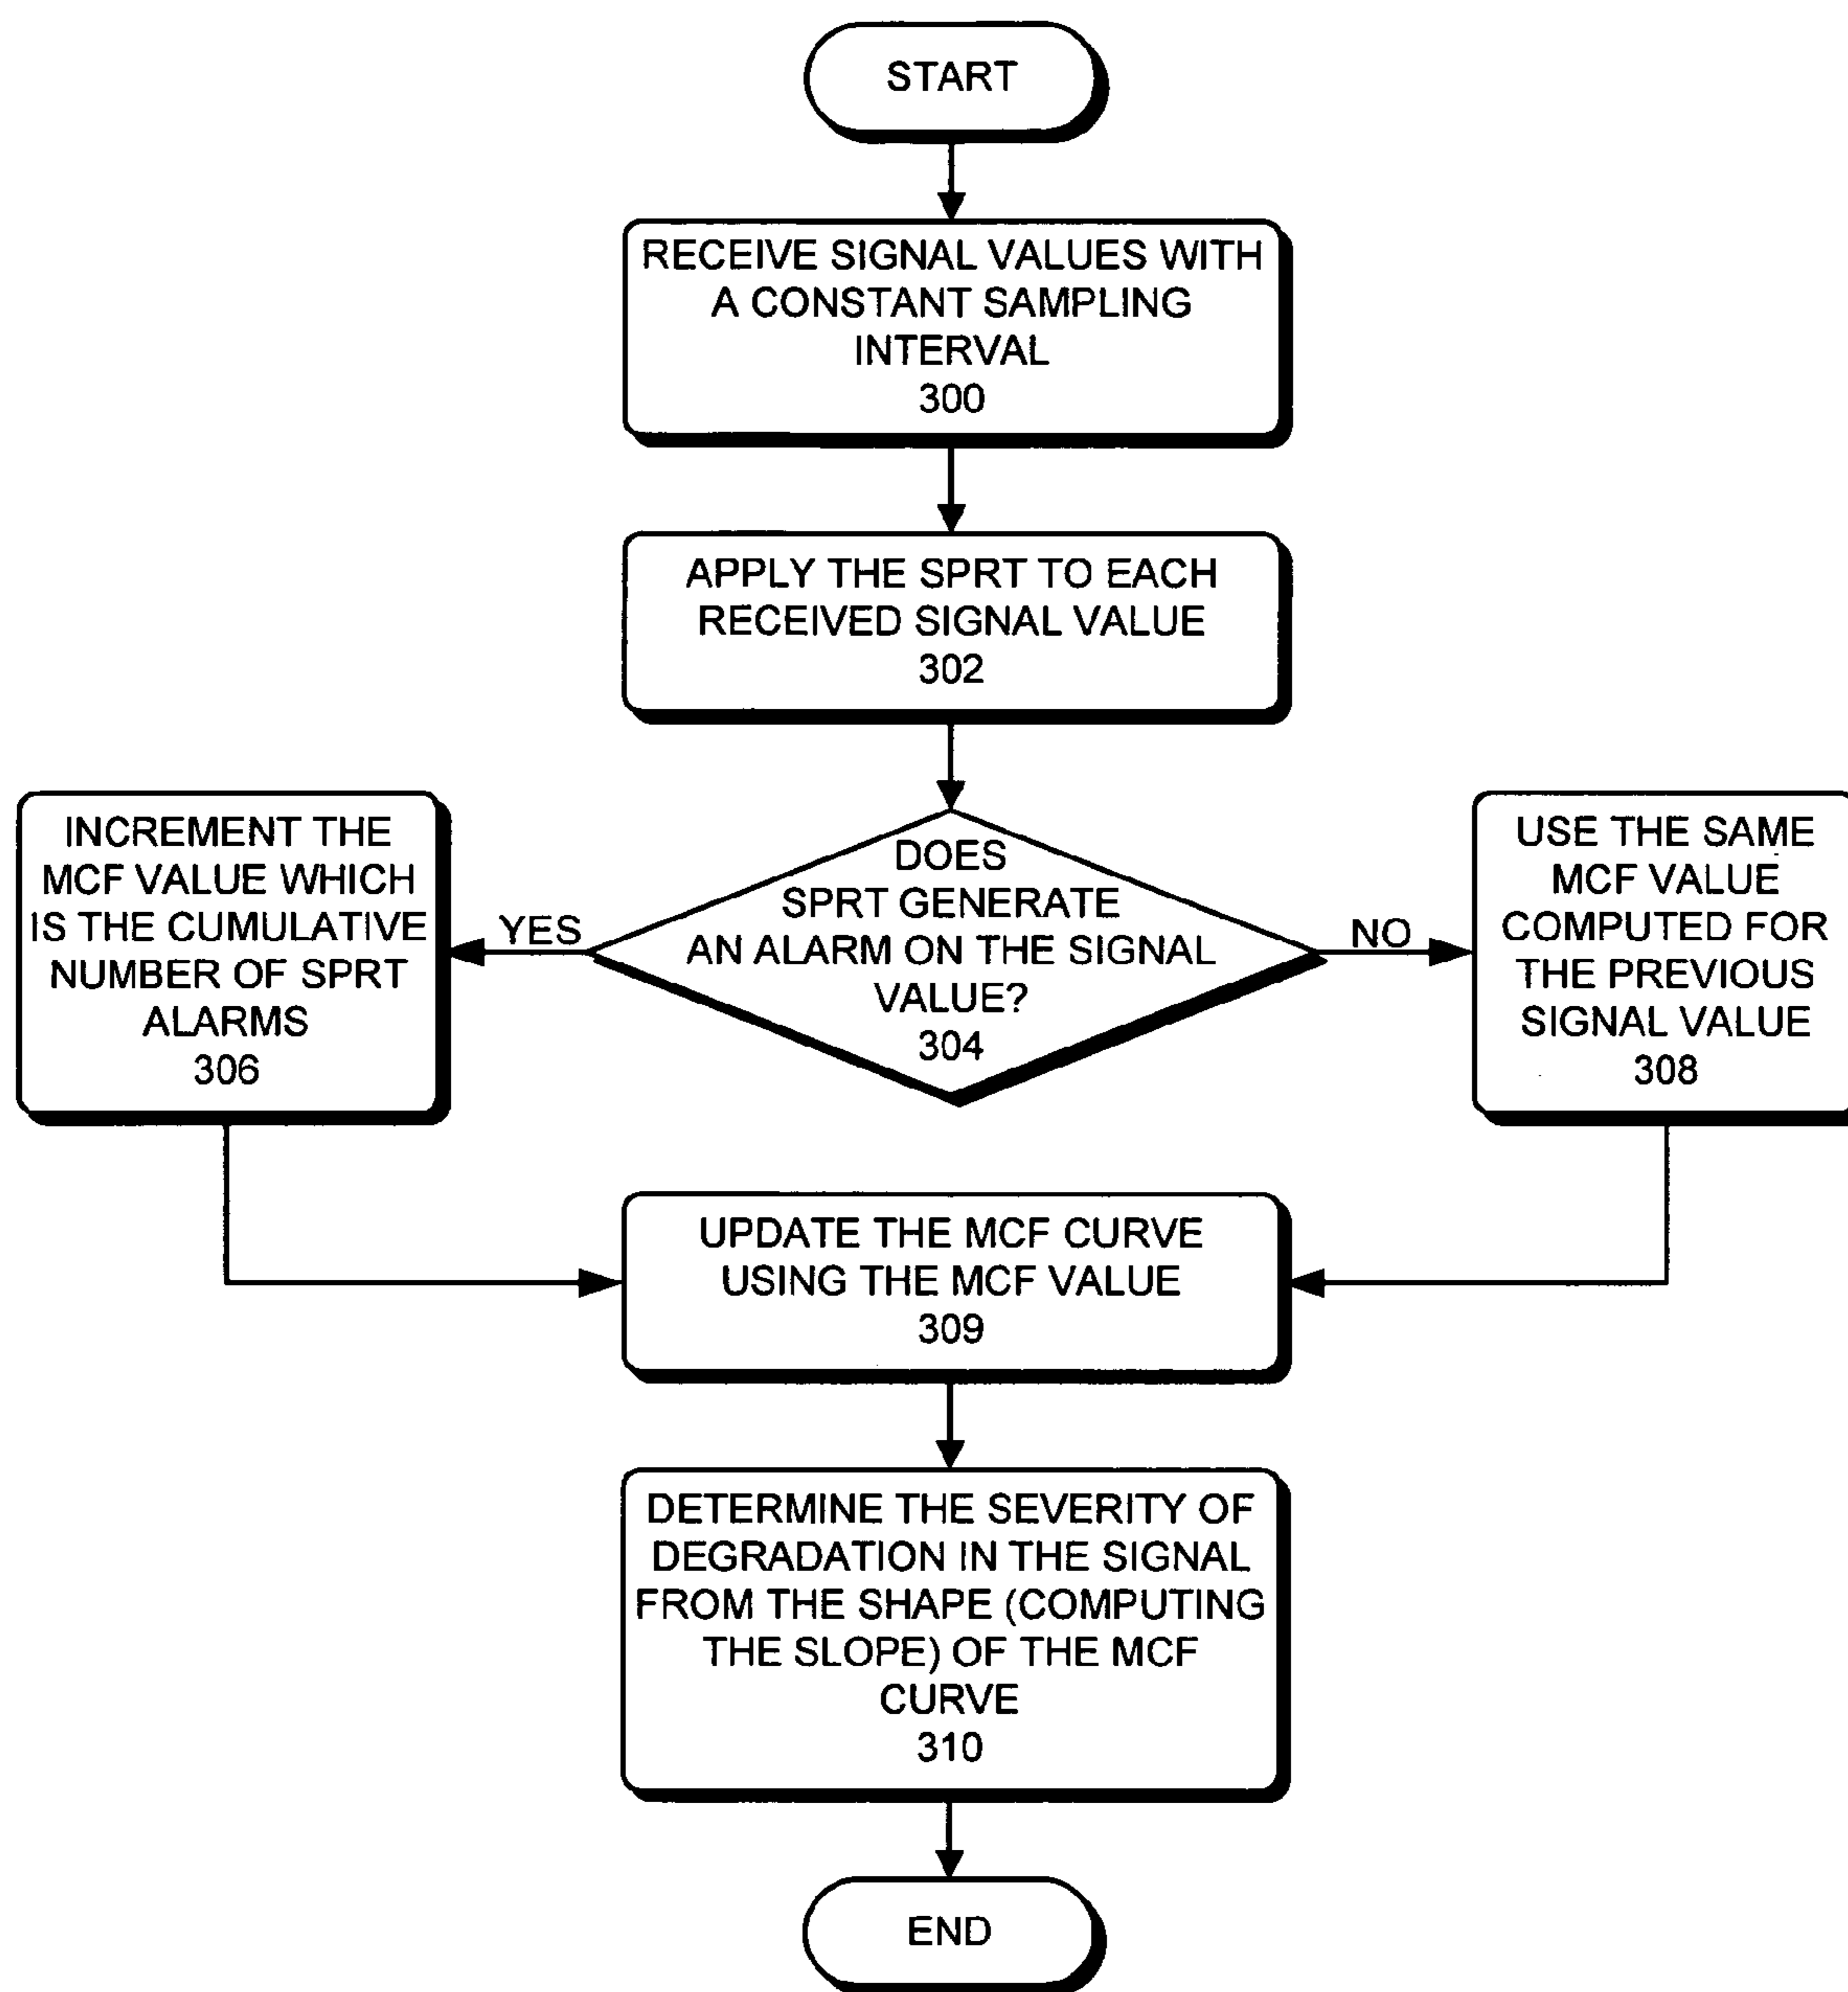 START
RECEIVE SIGNAL VALUES WITH
A CONSTANT SAMPLING
INTERVAL
300
APPLY THE SPRT TO EACH
RECEIVED SIGNAL VALUE
302
DOES
SPRT GENERATE
AN ALARM ON THE SIGNAL
VALUE?
304
YES
NO
INCREMENT THE
MCF VALUE WHICH
IS THE CUMULATIVE
NUMBER OF SPRT
ALARMS
306
USE THE SAME
MCF VALUE
COMPUTED FOR
THE PREVIOUS
SIGNAL VALUE
308
UPDATE THE MCF CURVE
USING THE MCF VALUE
309
DETERMINE THE SEVERITY OF
DEGRADATION IN THE SIGNAL
FROM THE SHAPE (COMPUTING
THE SLOPE) OF THE MCF
CURVE
310
END